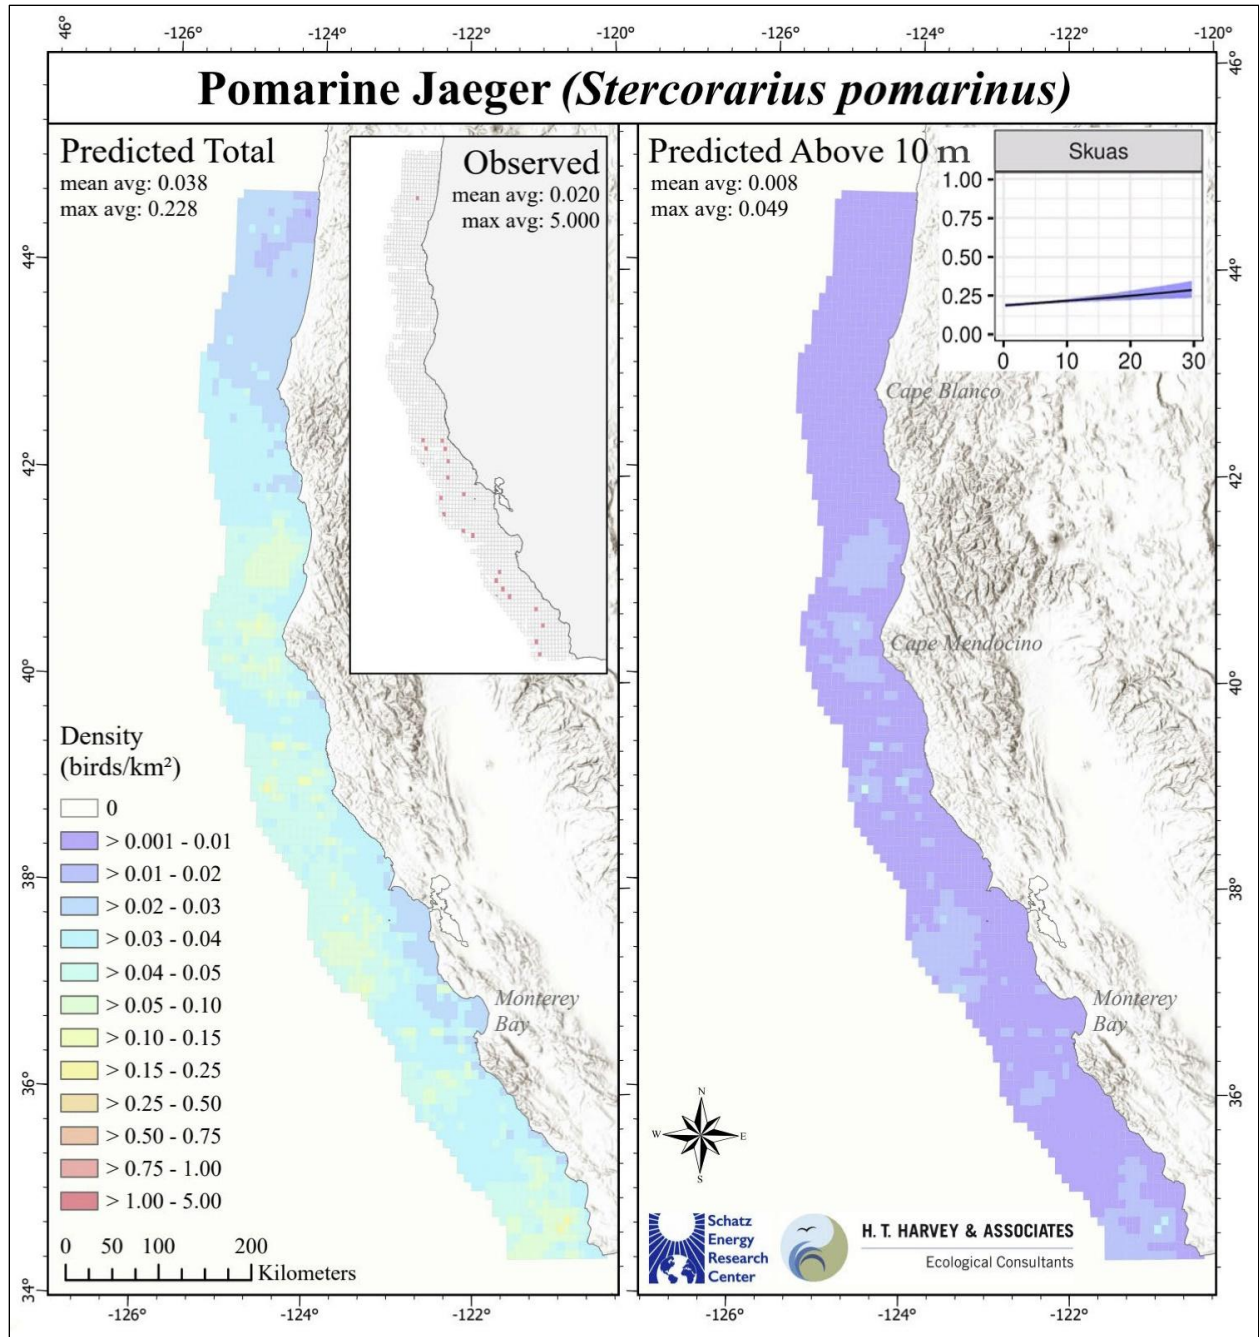 46° -126° -124° -122° -120° -126° -124° -122° -120° 46°
Pomarine Jaeger (Stercorarius pomarinus)
Predicted Total
mean avg: 0.038
max avg: 0.228
Observed
mean avg: 0.020
max avg: 5.000
Predicted Above 10 m
mean avg: 0.008
max avg: 0.049
Skuas
1.00
0.75
0.50
0.25
0.00
0 10 20 30
44°
42°
40°
38°
36°
34°
44°
42°
40°
38°
36°
Cape Blanco
Cape Mendocino
Monterey
Bay
Monterey
Bay
Density
(birds/km²)
0
> 0.001 - 0.01
> 0.01 - 0.02
> 0.02 - 0.03
> 0.03 - 0.04
> 0.04 - 0.05
> 0.05 - 0.10
> 0.10 - 0.15
> 0.15 - 0.25
> 0.25 - 0.50
> 0.50 - 0.75
> 0.75 - 1.00
> 1.00 - 5.00
0 50 100 200
Kilometers
N
W E
S
Schatz
Energy
Research
Center
H. T. HARVEY & ASSOCIATES
Ecological Consultants
-126° -124° -122° -126° -124° -122°